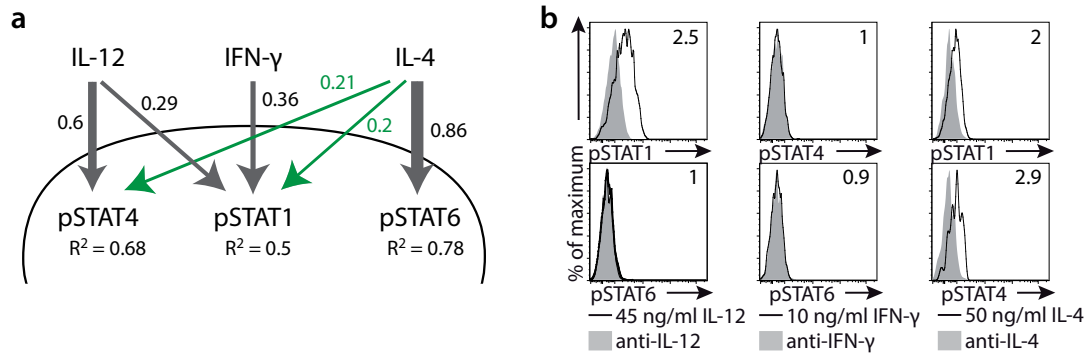 a
IL-12 IFN-γ IL-4
0.6 0.29 0.36 0.21 0.2 0.86
pSTAT4 pSTAT1 pSTAT6
R² = 0.68 R² = 0.5 R² = 0.78
b
% of maximum
2.5 1 2
pSTAT1 pSTAT4 pSTAT1
1 0.9 2.9
pSTAT6 pSTAT6 pSTAT4
45 ng/ml IL-12 10 ng/ml IFN-γ 50 ng/ml IL-4
anti-IL-12 anti-IFN-γ anti-IL-4